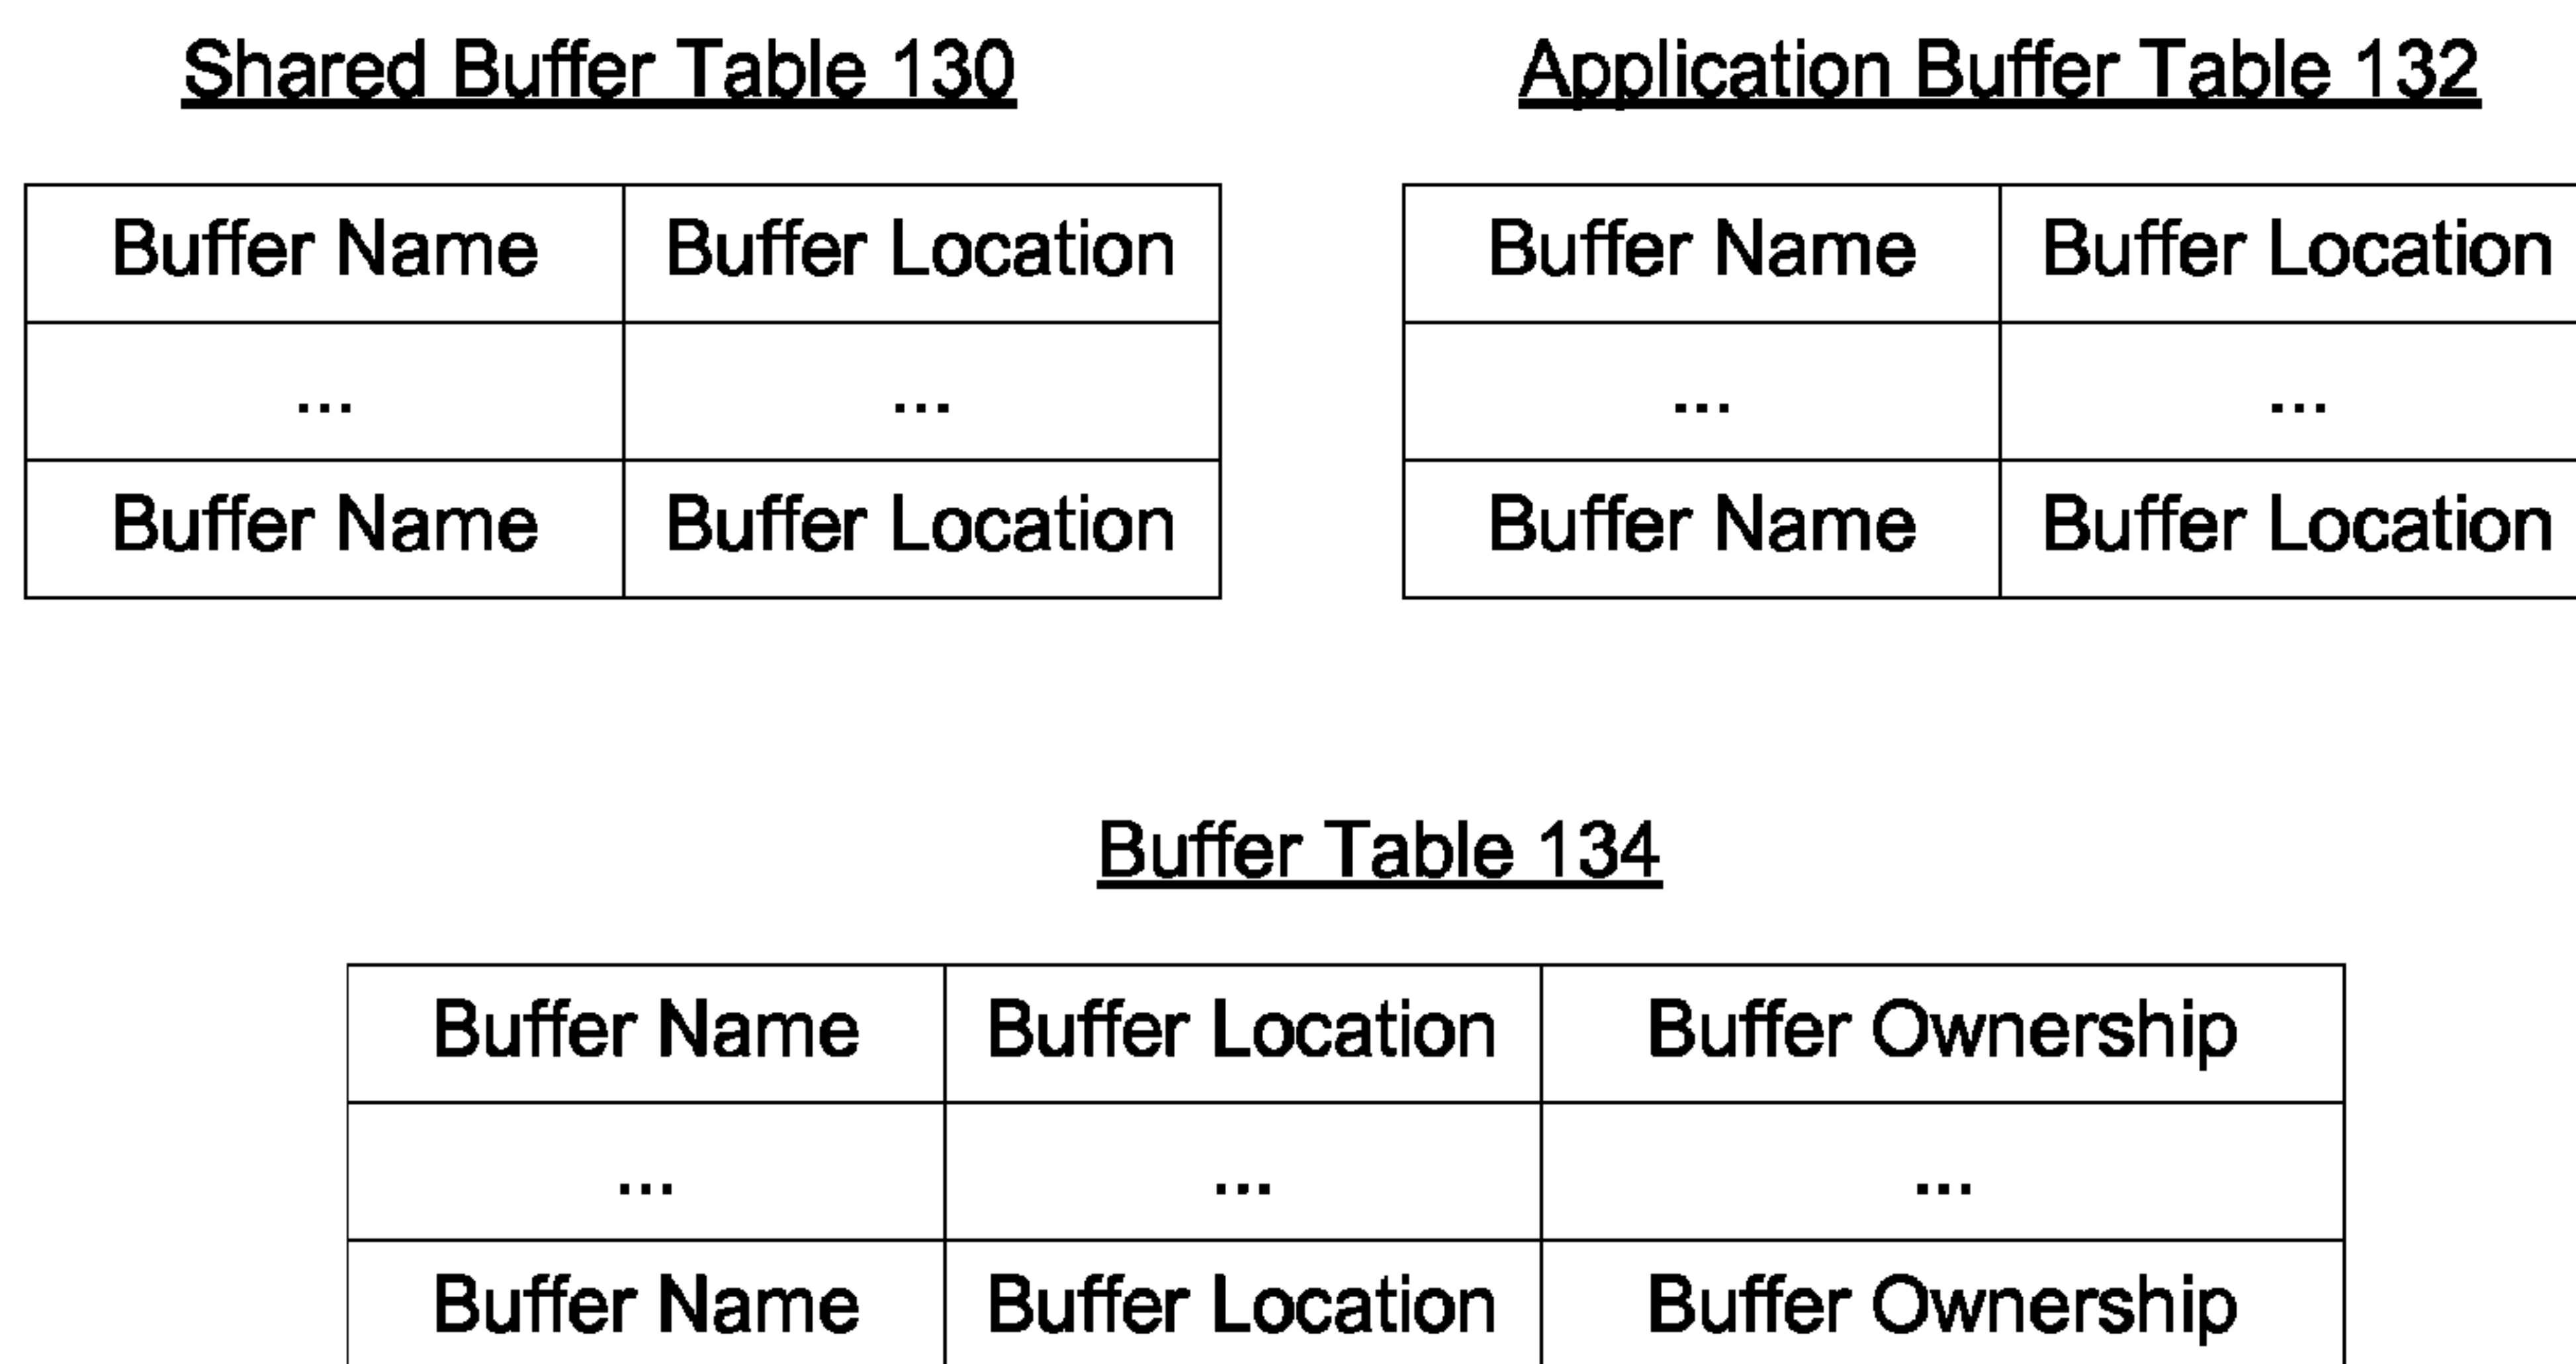 Shared Buffer Table 130
Buffer Name Buffer Location
... ...
Buffer Name Buffer Location
Application Buffer Table 132
Buffer Name Buffer Location
... ...
Buffer Name Buffer Location
Buffer Table 134
Buffer Name Buffer Location Buffer Ownership
... ... ...
Buffer Name Buffer Location Buffer Ownership